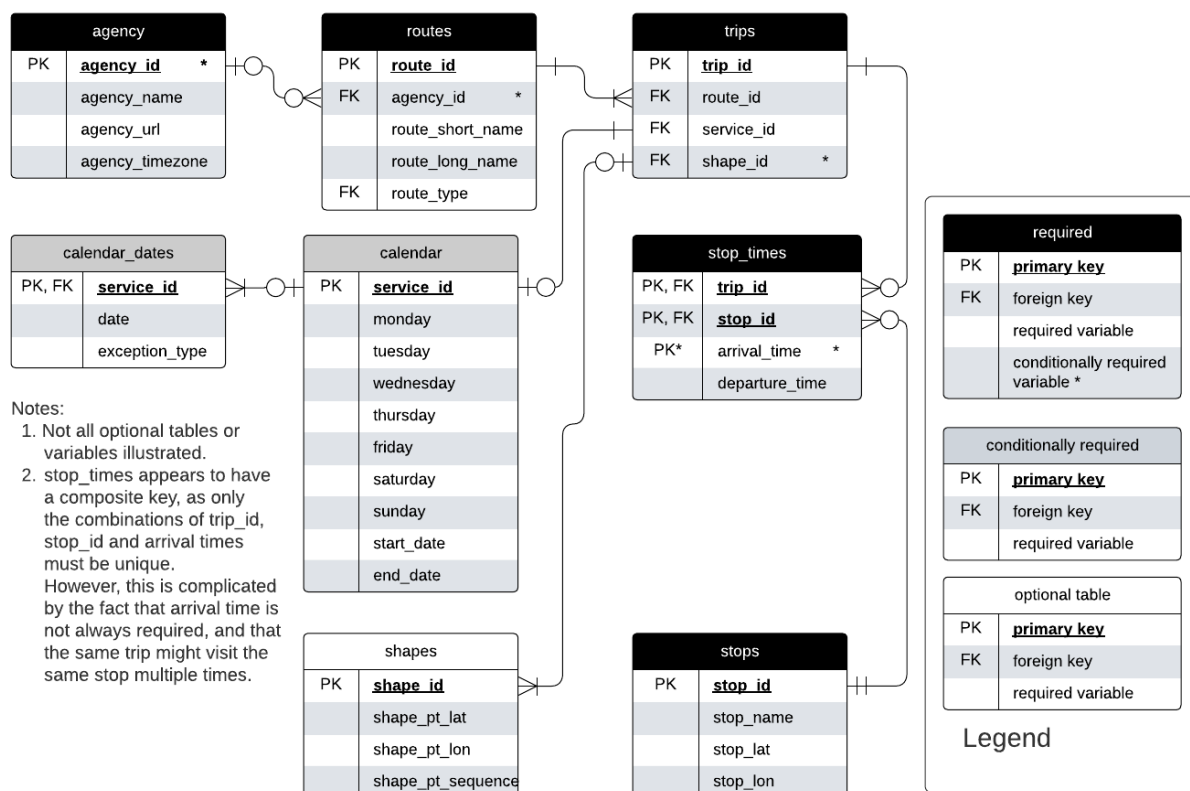 agency
PK agency_id *
agency_name
agency_url
agency_timezone
routes
PK route_id
FK agency_id *
route_short_name
route_long_name
FK route_type
trips
PK trip_id
FK route_id
FK service_id
FK shape_id *
calendar_dates
PK, FK service_id
date
exception_type
calendar
PK service_id
monday
tuesday
wednesday
thursday
friday
saturday
sunday
start_date
end_date
stop_times
PK, FK trip_id
PK, FK stop_id
PK* arrival_time *
departure_time
Notes:
1. Not all optional tables or
variables illustrated.
2. stop_times appears to have
a composite key, as only
the combinations of trip_id,
stop_id and arrival times
must be unique.
However, this is complicated
by the fact that arrival time is
not always required, and that
the same trip might visit the
same stop multiple times.
shapes
PK shape_id
shape_pt_lat
shape_pt_lon
shape_pt_sequence
stops
PK stop_id
stop_name
stop_lat
stop_lon
required
PK primary key
FK foreign key
required variable
conditionally required
variable *
conditionally required
PK primary key
FK foreign key
required variable
optional table
PK primary key
FK foreign key
required variable
Legend